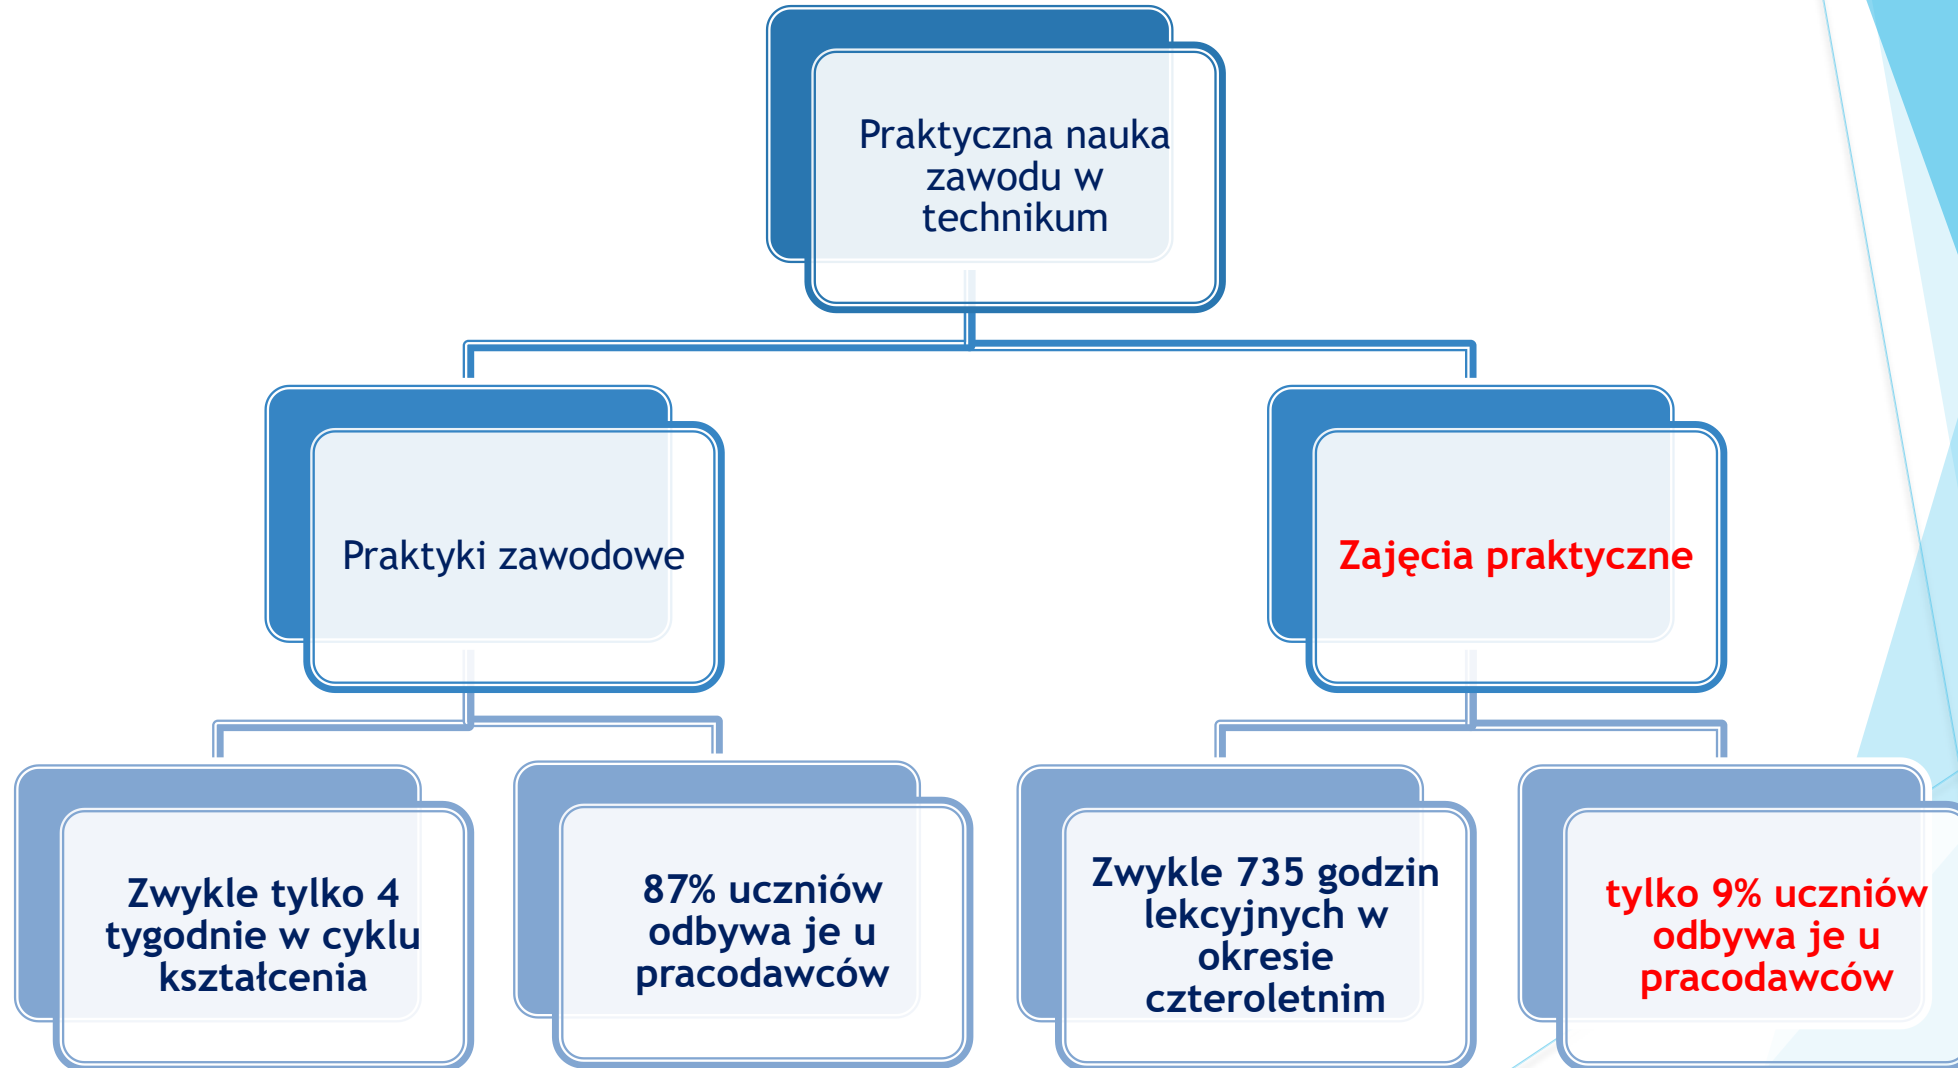 Praktyczna nauka
zawodu w
technikum
Praktyki zawodowe
Zajęcia praktyczne
Zwykle tylko 4
tygodnie w cyklu
kształcenia
87% uczniów
odbywa je u
pracodawców
Zwykle 735 godzin
lekcyjnych w
okresie
czteroletnim
tylko 9% uczniów
odbywa je u
pracodawców